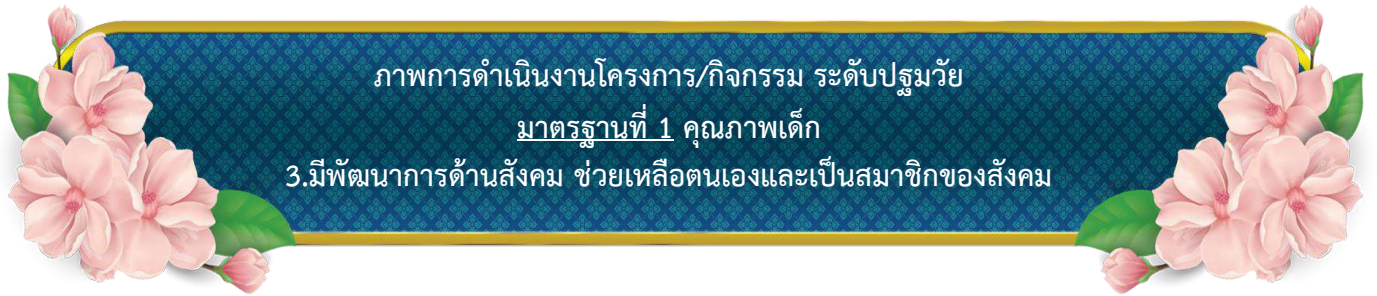 ภาพการดำเนินงานโครงการ/กิจกรรม ระดับปฐมวัย
มาตรฐานที่ 1 คุณภาพเด็ก
3.มีพัฒนาการด้านสังคม ช่วยเหลือตนเองและเป็นสมาชิกของสังคม